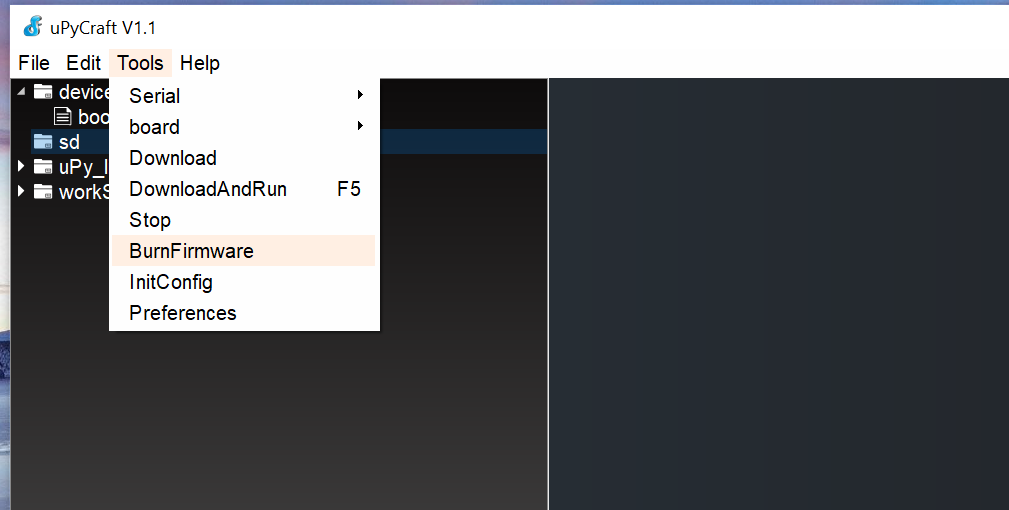 uPyCraft V1.1
File Edit Tools Help
device
Serial
boo
board
sd
Download
uPy_l
DownloadAndRun F5
workS
Stop
BurnFirmware
InitConfig
Preferences